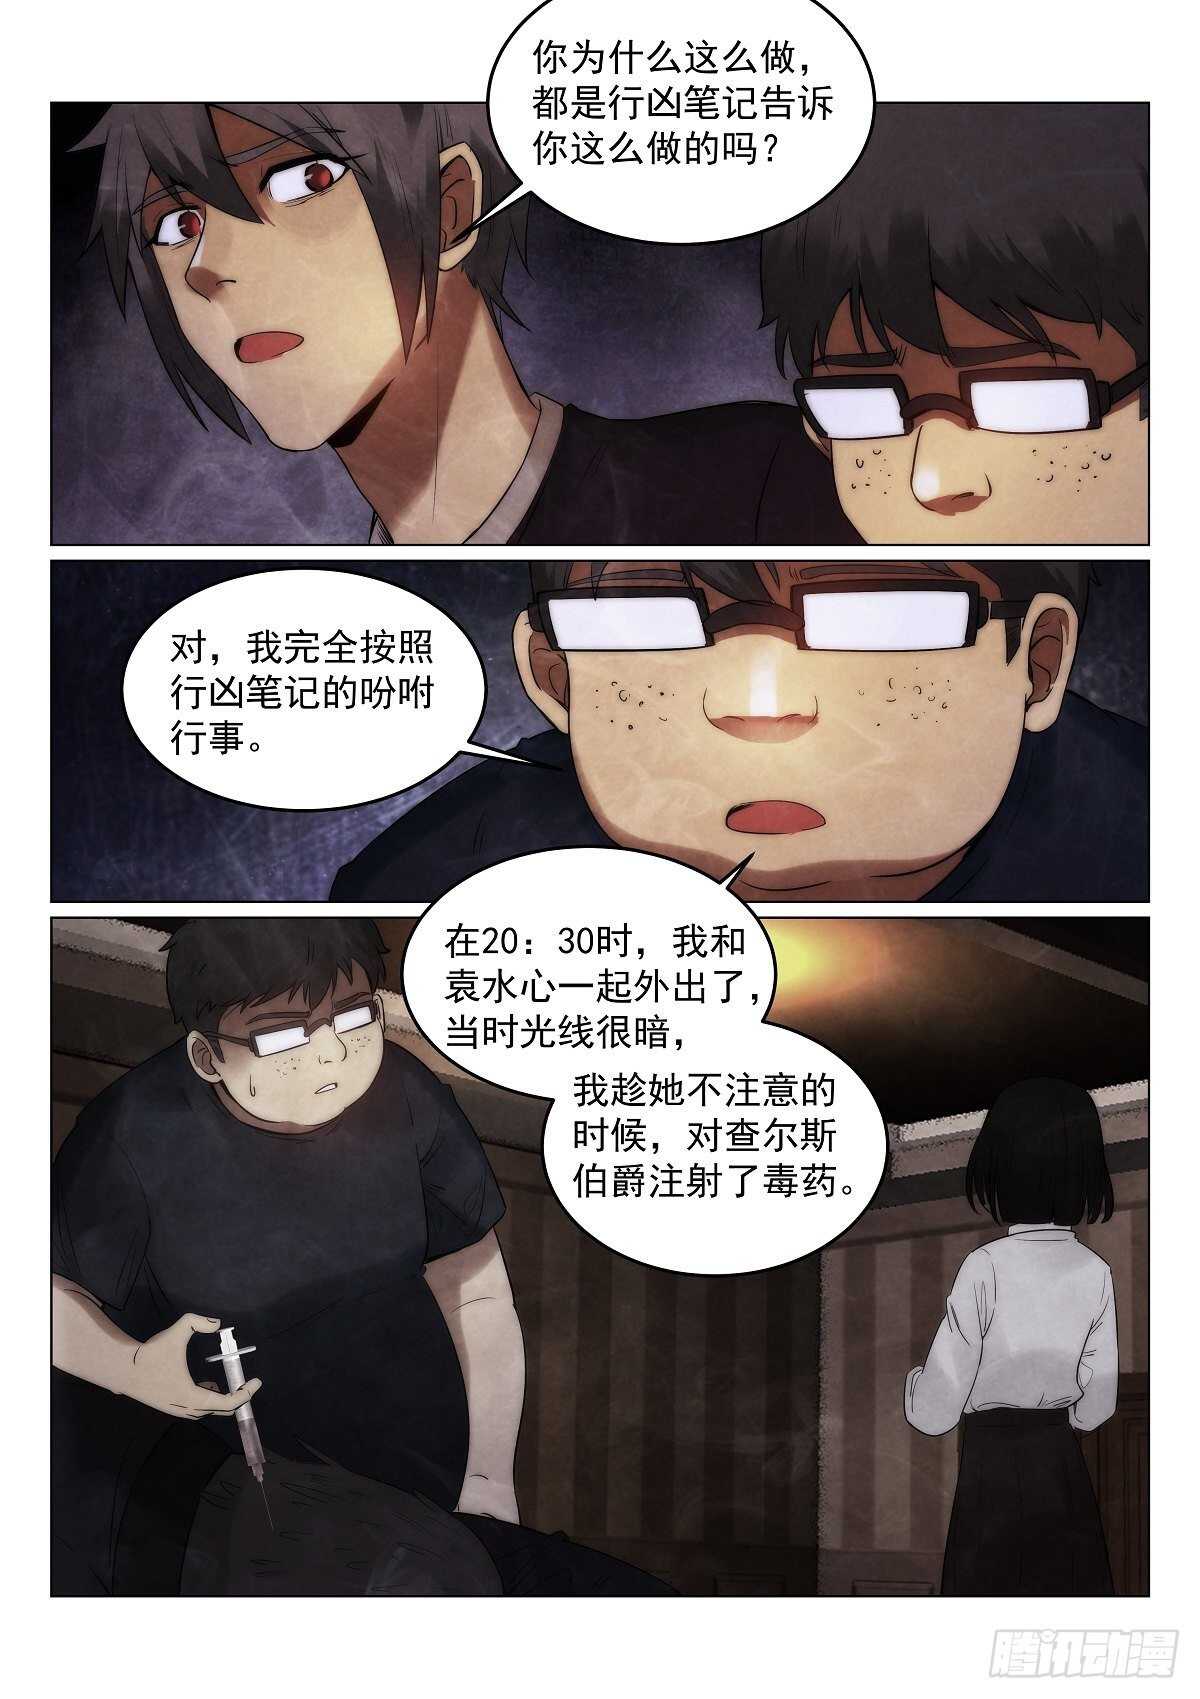 你为什么这么做，
都是行凶笔记告诉
你这么做的吗？
对，我完全按照
行凶笔记的吩咐
行事。
在20：30时，我和
袁水心一起外出了，
当时光线很暗，
我趁她不注意的
时候，对查尔斯
伯爵注射了毒药。
腾讯动漫